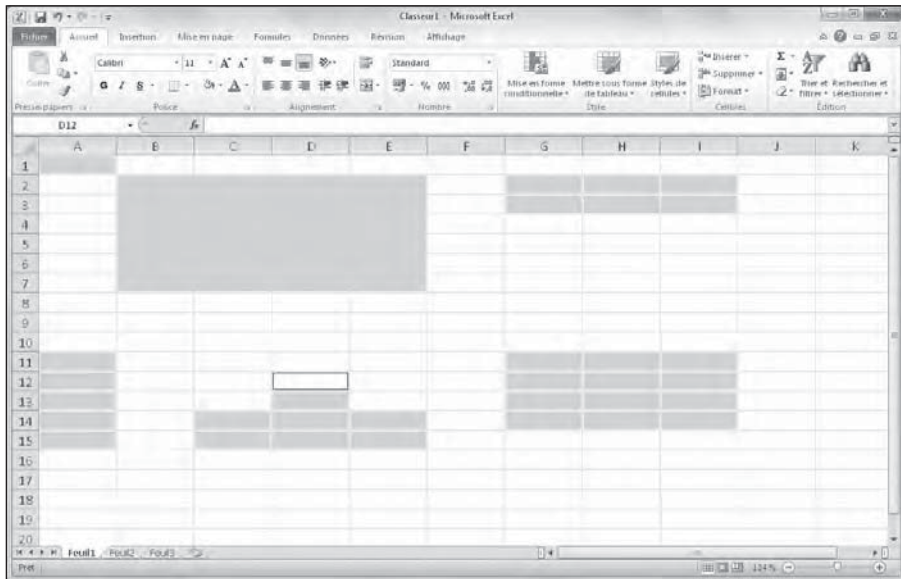 Classeur1 - Microsoft Excel
Fichier Accueil Insertion Mise en page Formules Données Révision Affichage
Calibri 11 A A Standard Insérer Σ
Supprimer
Coller G I S A % 000 Mise en forme Mettre sous forme Styles de Format Trier et Rechercher et
conditionnelle de tableau cellules filtrer sélectionner
Presse-papiers Police Alignement Nombre Style Cellules Édition
D12 fx
A B C D E F G H I J K
1
2
3
4
5
6
7
8
9
10
11
12
13
14
15
16
17
18
19
20
Feuil1 Feuil2 Feuil3
Prêt 124 %